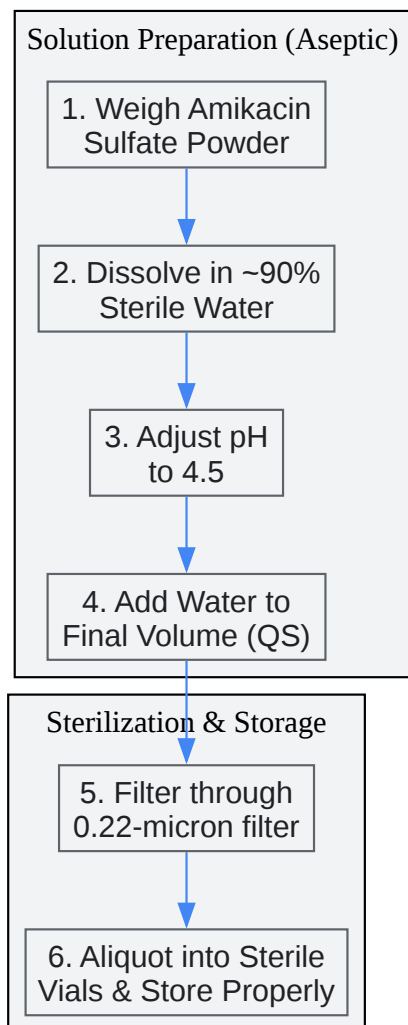 Solution Preparation (Aseptic)
1. Weigh Amikacin
Sulfate Powder
2. Dissolve in ~90%
Sterile Water
3. Adjust pH
to 4.5
4. Add Water to
Final Volume (QS)
Sterilization & Storage
5. Filter through
0.22-micron filter
6. Aliquot into Sterile
Vials & Store Properly